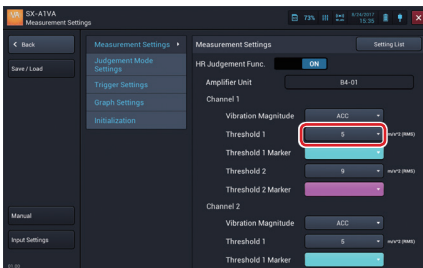 SX-A1VA
Measurement Settings
73%
8/14/2017
15:35
Back
Save / Load
Manual
Input Settings
Measurement Settings
Judgement Mode
Settings
Trigger Settings
Graph Settings
Initialization
Measurement Settings
Setting List
HR Judgement Func. ON
Amplifier Unit B4-01
Channel 1
Vibration Magnitude ACC
Threshold 1 5 m/s^2 (RMS)
Threshold 1 Marker
Threshold 2 9 m/s^2 (RMS)
Threshold 2 Marker
Channel 2
Vibration Magnitude ACC
Threshold 1 5 m/s^2 (RMS)
Threshold 1 Marker